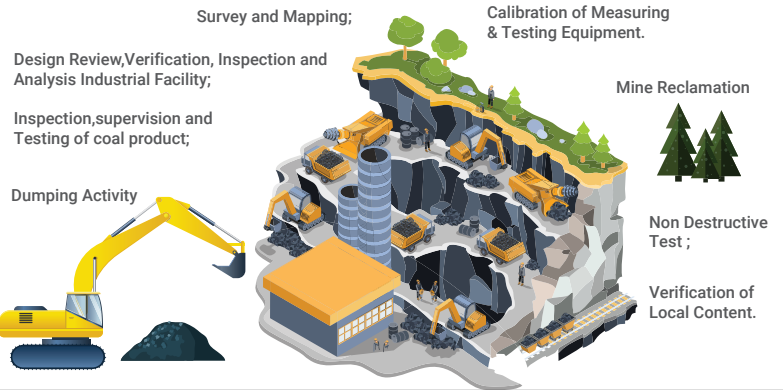 Survey and Mapping;
Calibration of Measuring
& Testing Equipment.
Design Review,Verification, Inspection and
Analysis Industrial Facility;
Mine Reclamation
Inspection,supervision and
Testing of coal product;
Dumping Activity
Non Destructive
Test ;
Verification of
Local Content.